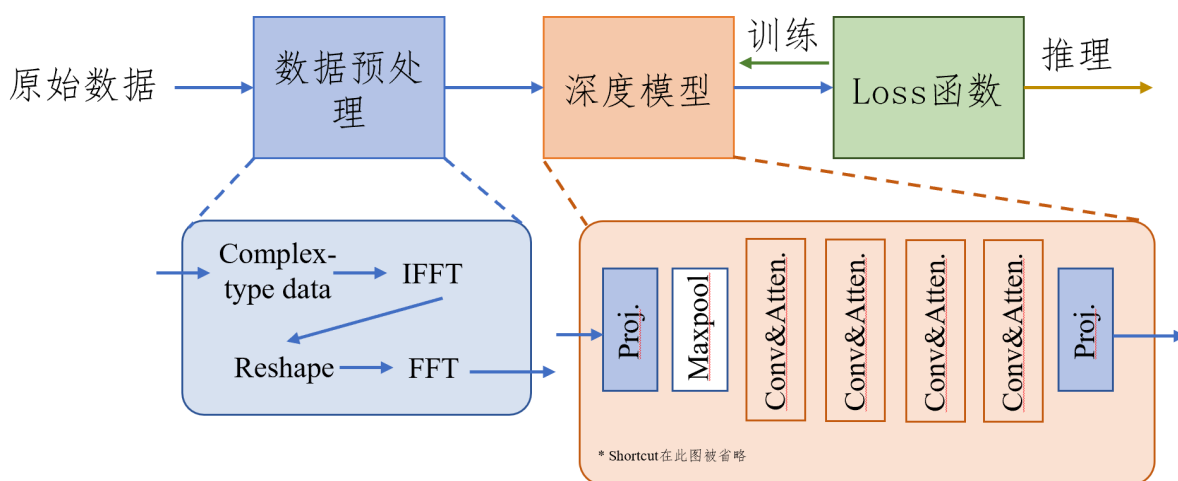 原始数据
数据预处
理
深度模型
训练
Loss函数
推理
Complex-
type data
IFFT
Reshape
FFT
Proj.
Maxpool
Conv&Atten.
Conv&Atten.
Conv&Atten.
Conv&Atten.
Proj.
* Shortcut在此图被省略